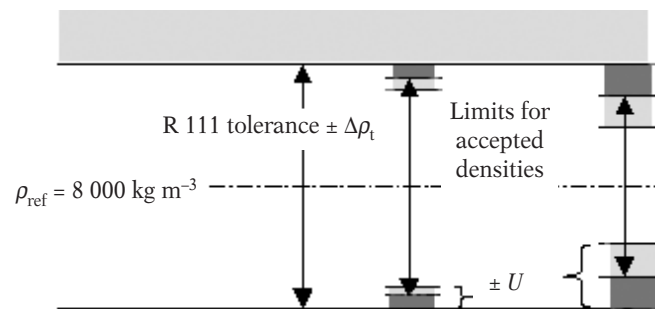 R 111 tolerance ± Δρt
Limits for
accepted
densities
ρref = 8 000 kg m–3
± U